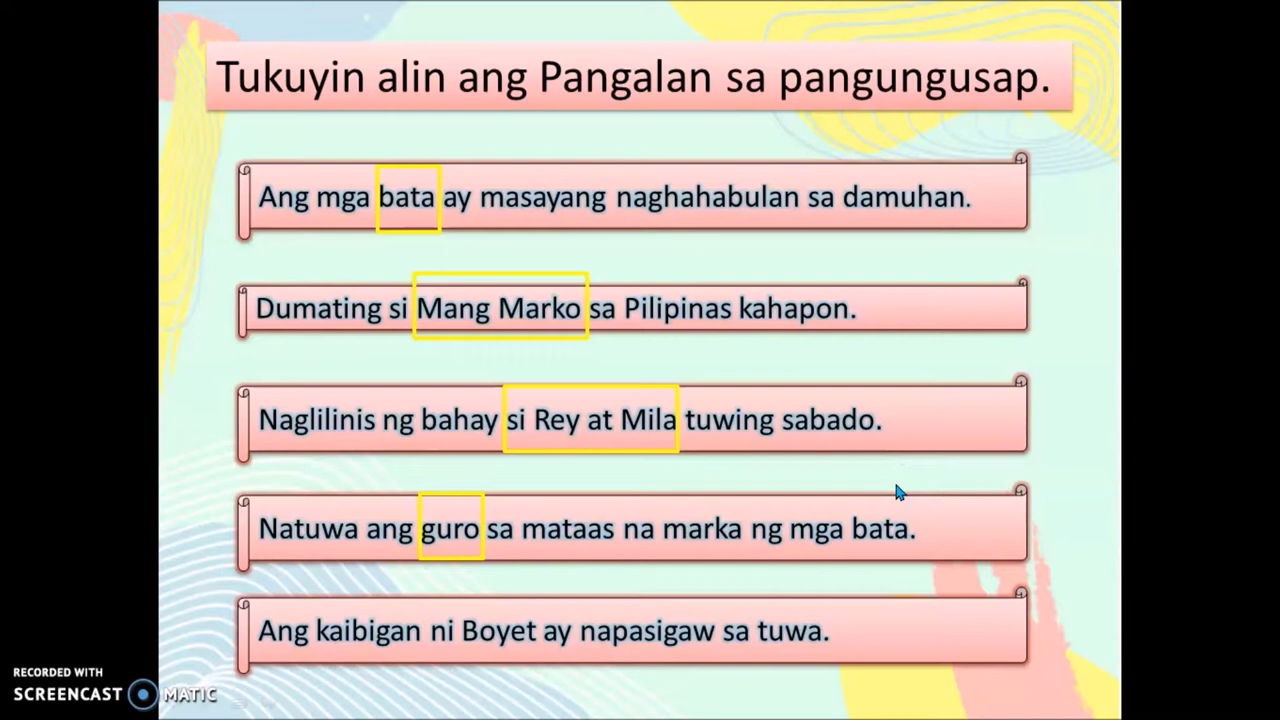 Tukuyin alin ang Pangalan sa pangungusap.
Ang mga bata ay masayang naghahabulan sa damuhan.
Dumating si Mang Marko sa Pilipinas kahapon.
Naglilinis ng bahay si Rey at Mila tuwing sabado.
Natuwa ang guro sa mataas na marka ng mga bata.
Ang kaibigan ni Boyet ay napasigaw sa tuwa.
RECORDED WITH
SCREENCAST MATIC